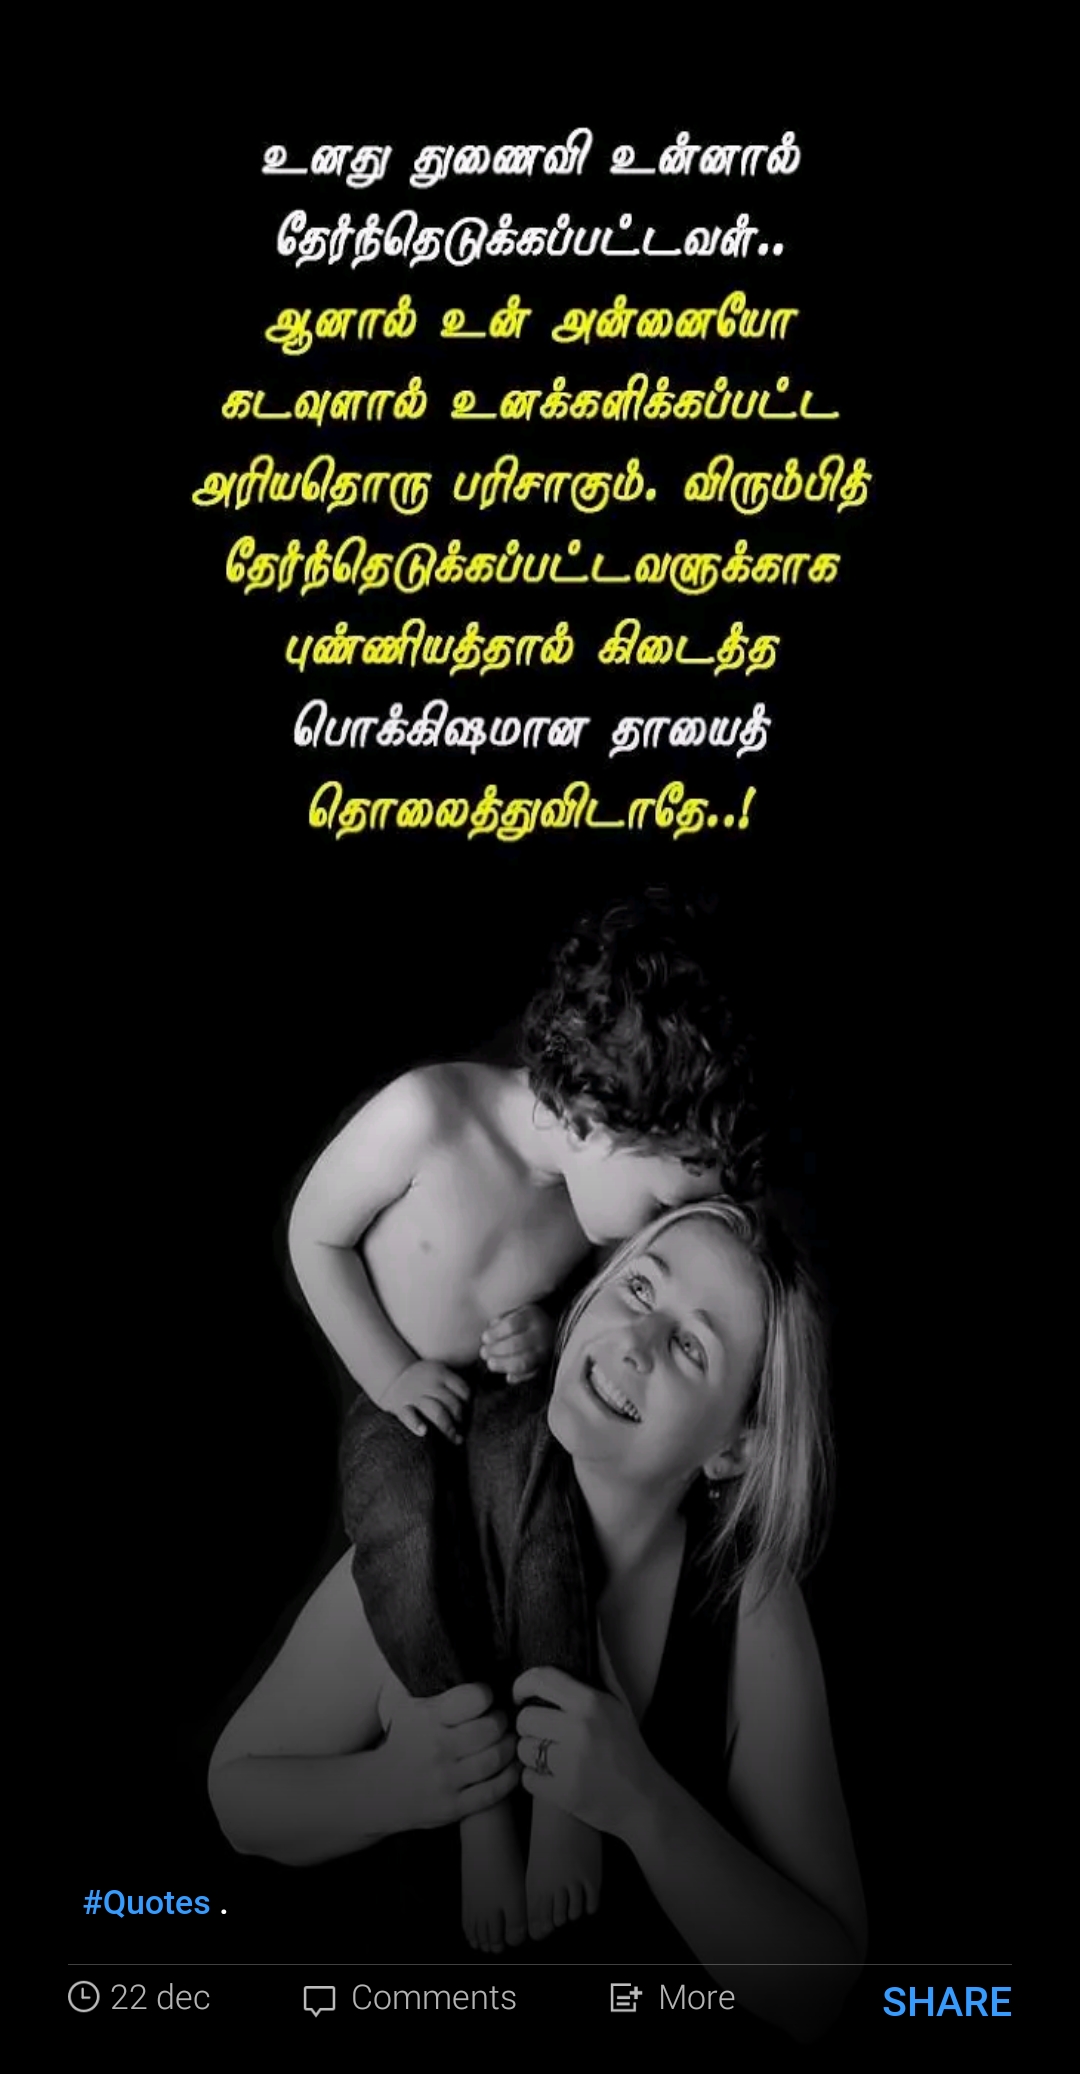 உனது துணைவி உன்னால்
தேர்ந்தெடுக்கப்பட்டவள்..
ஆனால் உன் அன்னையோ
கடவுளால் உனக்களிக்கப்பட்ட
அரியதொரு பரிசாகும். விரும்பித்
தேர்ந்தெடுக்கப்பட்டவளுக்காக
புண்ணியத்தால் கிடைத்த
பொக்கிஷமான தாயைத்
தொலைத்துவிடாதே..!
#Quotes .
22 dec Comments More SHARE